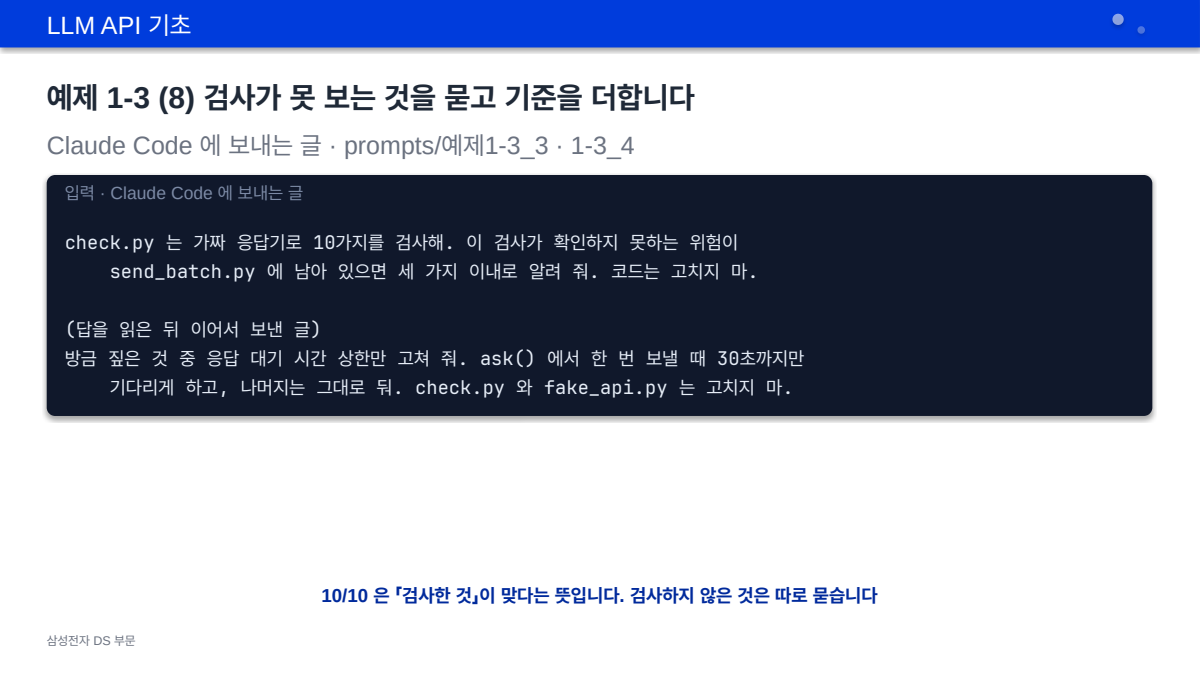 LLM API 기초
예제 1-3 (8) 검사가 못 보는 것을 묻고 기준을 더합니다
Claude Code 에 보내는 글 · prompts/예제1-3_3 · 1-3_4
입력 · Claude Code 에 보내는 글
check.py 는 가짜 응답기로 10가지를 검사해. 이 검사가 확인하지 못하는 위험이
send_batch.py 에 남아 있으면 세 가지 이내로 알려 줘. 코드는 고치지 마.
(답을 읽은 뒤 이어서 보낸 글)
방금 짚은 것 중 응답 대기 시간 상한만 고쳐 줘. ask() 에서 한 번 보낼 때 30초까지만
기다리게 하고, 나머지는 그대로 둬. check.py 와 fake_api.py 는 고치지 마.
10/10 은 「검사한 것」이 맞다는 뜻입니다. 검사하지 않은 것은 따로 묻습니다
삼성전자 DS 부문